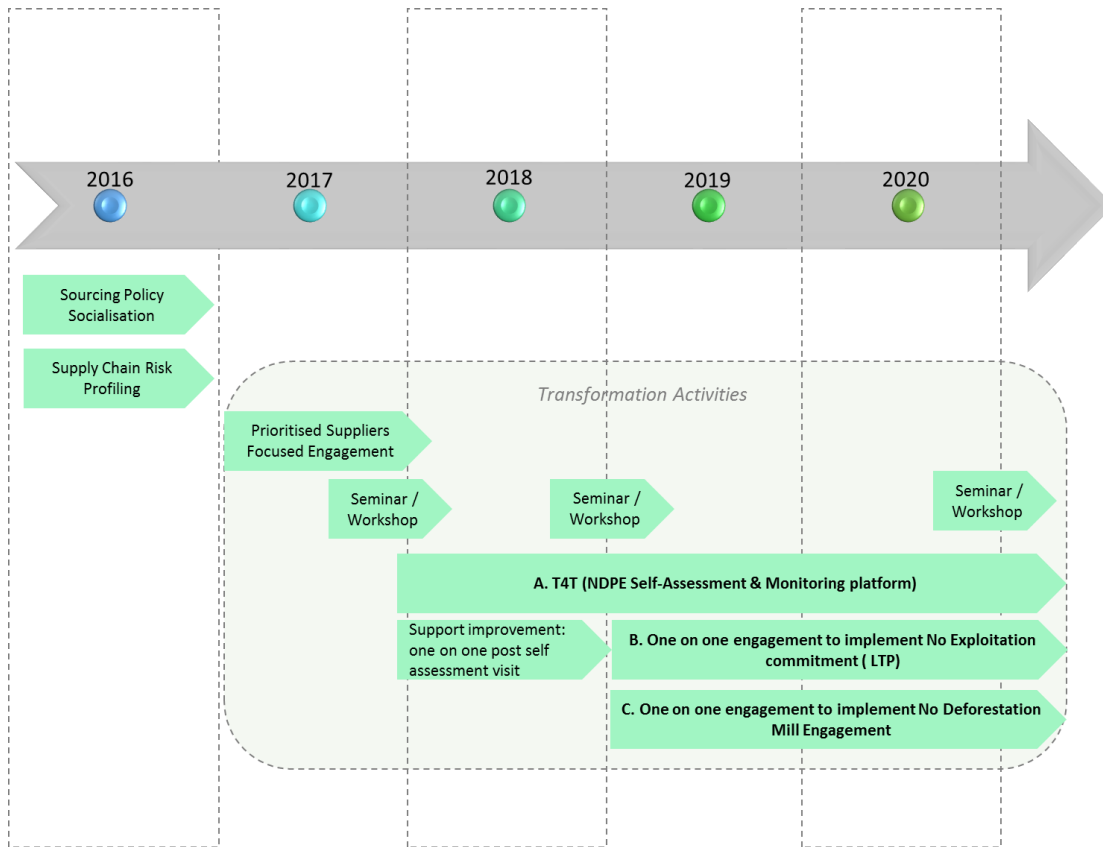 2016
2017
2018
2019
2020
Sourcing Policy
Socialisation
Supply Chain Risk
Profiling
Transformation Activities
Prioritised Suppliers
Focused Engagement
Seminar /
Workshop
Seminar /
Workshop
Seminar /
Workshop
A. T4T (NDPE Self-Assessment & Monitoring platform)
Support improvement:
one on one post self
assessment visit
B. One on one engagement to implement No Exploitation
commitment ( LTP)
C. One on one engagement to implement No Deforestation
Mill Engagement